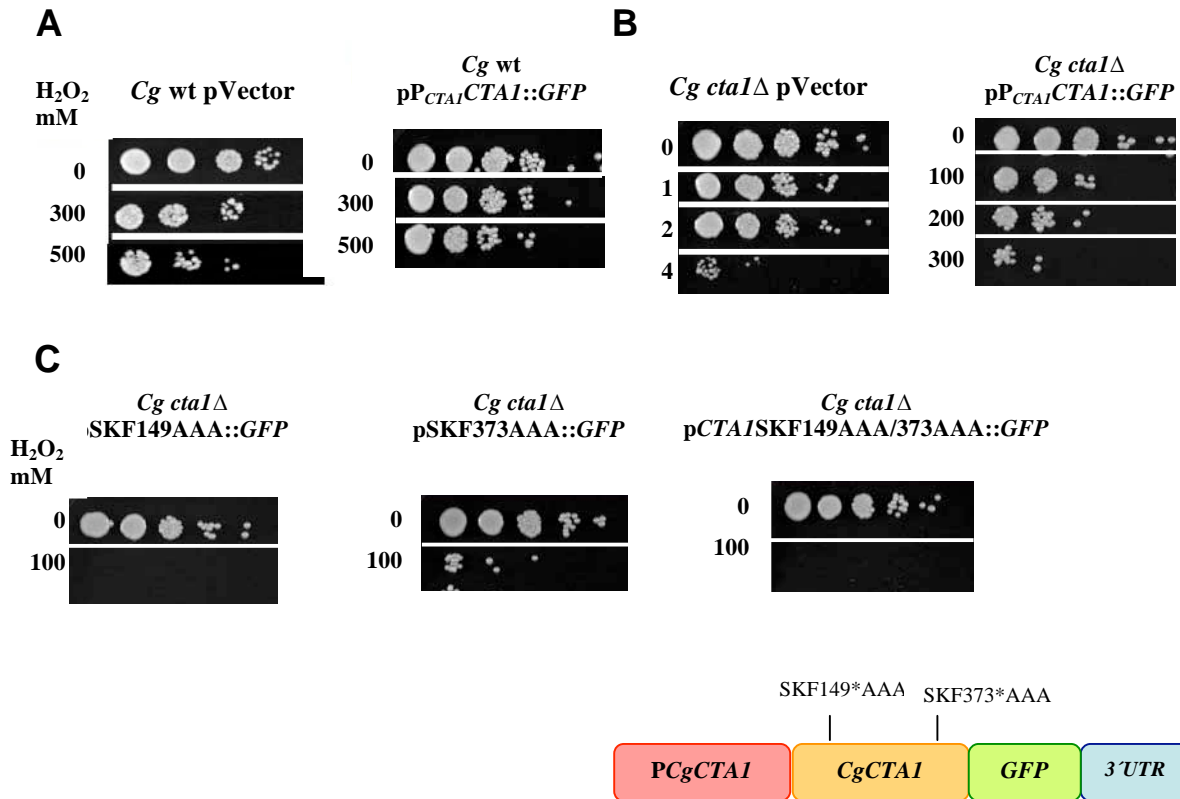 A
H₂O₂
mM
Cg wt pVector
0
300
500
Cg wt
pP_CTA1CTA1::GFP
0
300
500
B
Cg cta1Δ pVector
0
1
2
4
Cg cta1Δ
pP_CTA1CTA1::GFP
0
100
200
300
C
H₂O₂
mM
Cg cta1Δ
pSKF149AAA::GFP
0
100
Cg cta1Δ
pSKF373AAA::GFP
0
100
Cg cta1Δ
pCTA1SKF149AAA/373AAA::GFP
0
100
SKF149*AAA
SKF373*AAA
PCgCTA1
CgCTA1
GFP
3´UTR